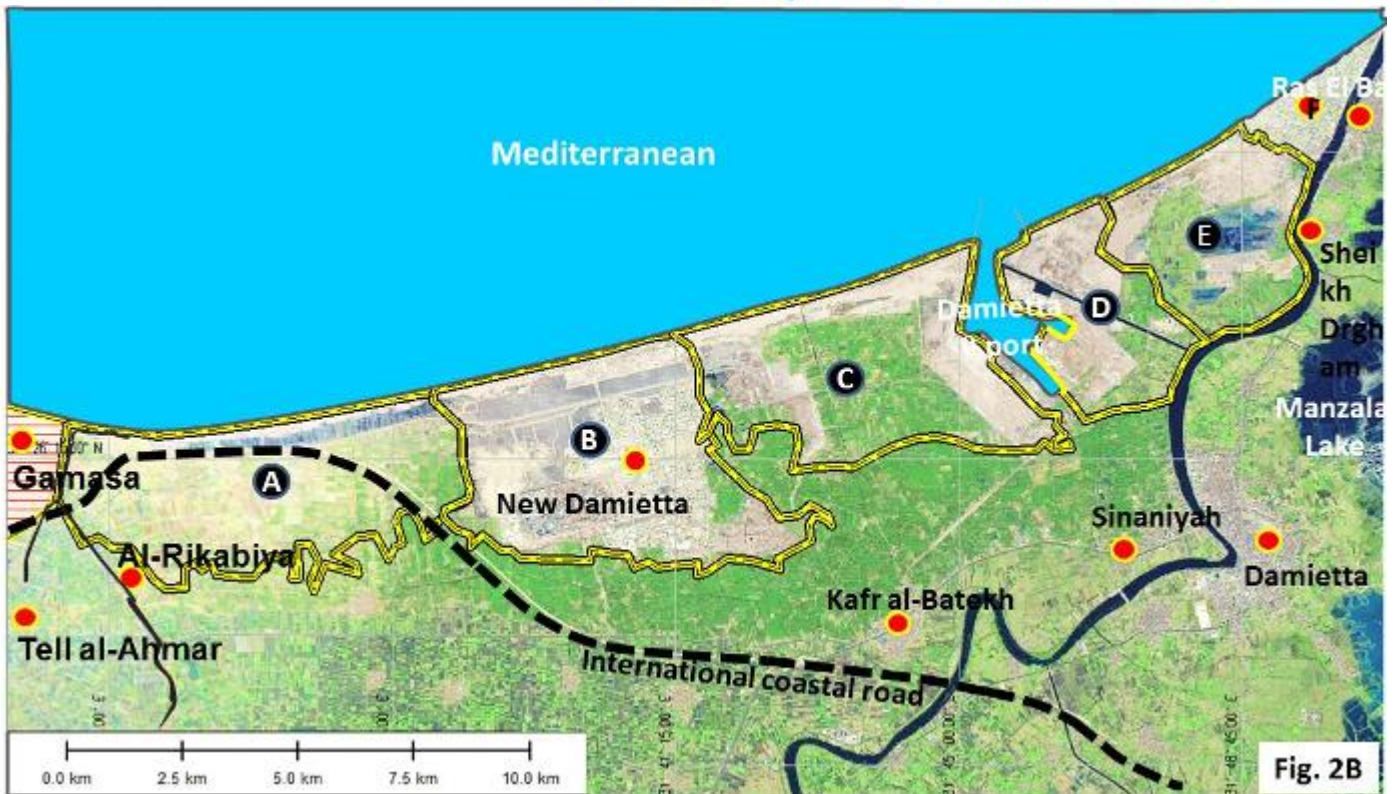 Mediterranean
Ras El Ba
F
E
Shei
kh
Drgh
am
D
Damietta
port
C
Manzala
Lake
B
A
Gamasa
New Damietta
Sinaniyah
Al-Rikabiya
Damietta
Kafr al-Batekh
Tell al-Ahmar
International coastal road
0.0 km 2.5 km 5.0 km 7.5 km 10.0 km
Fig. 2B